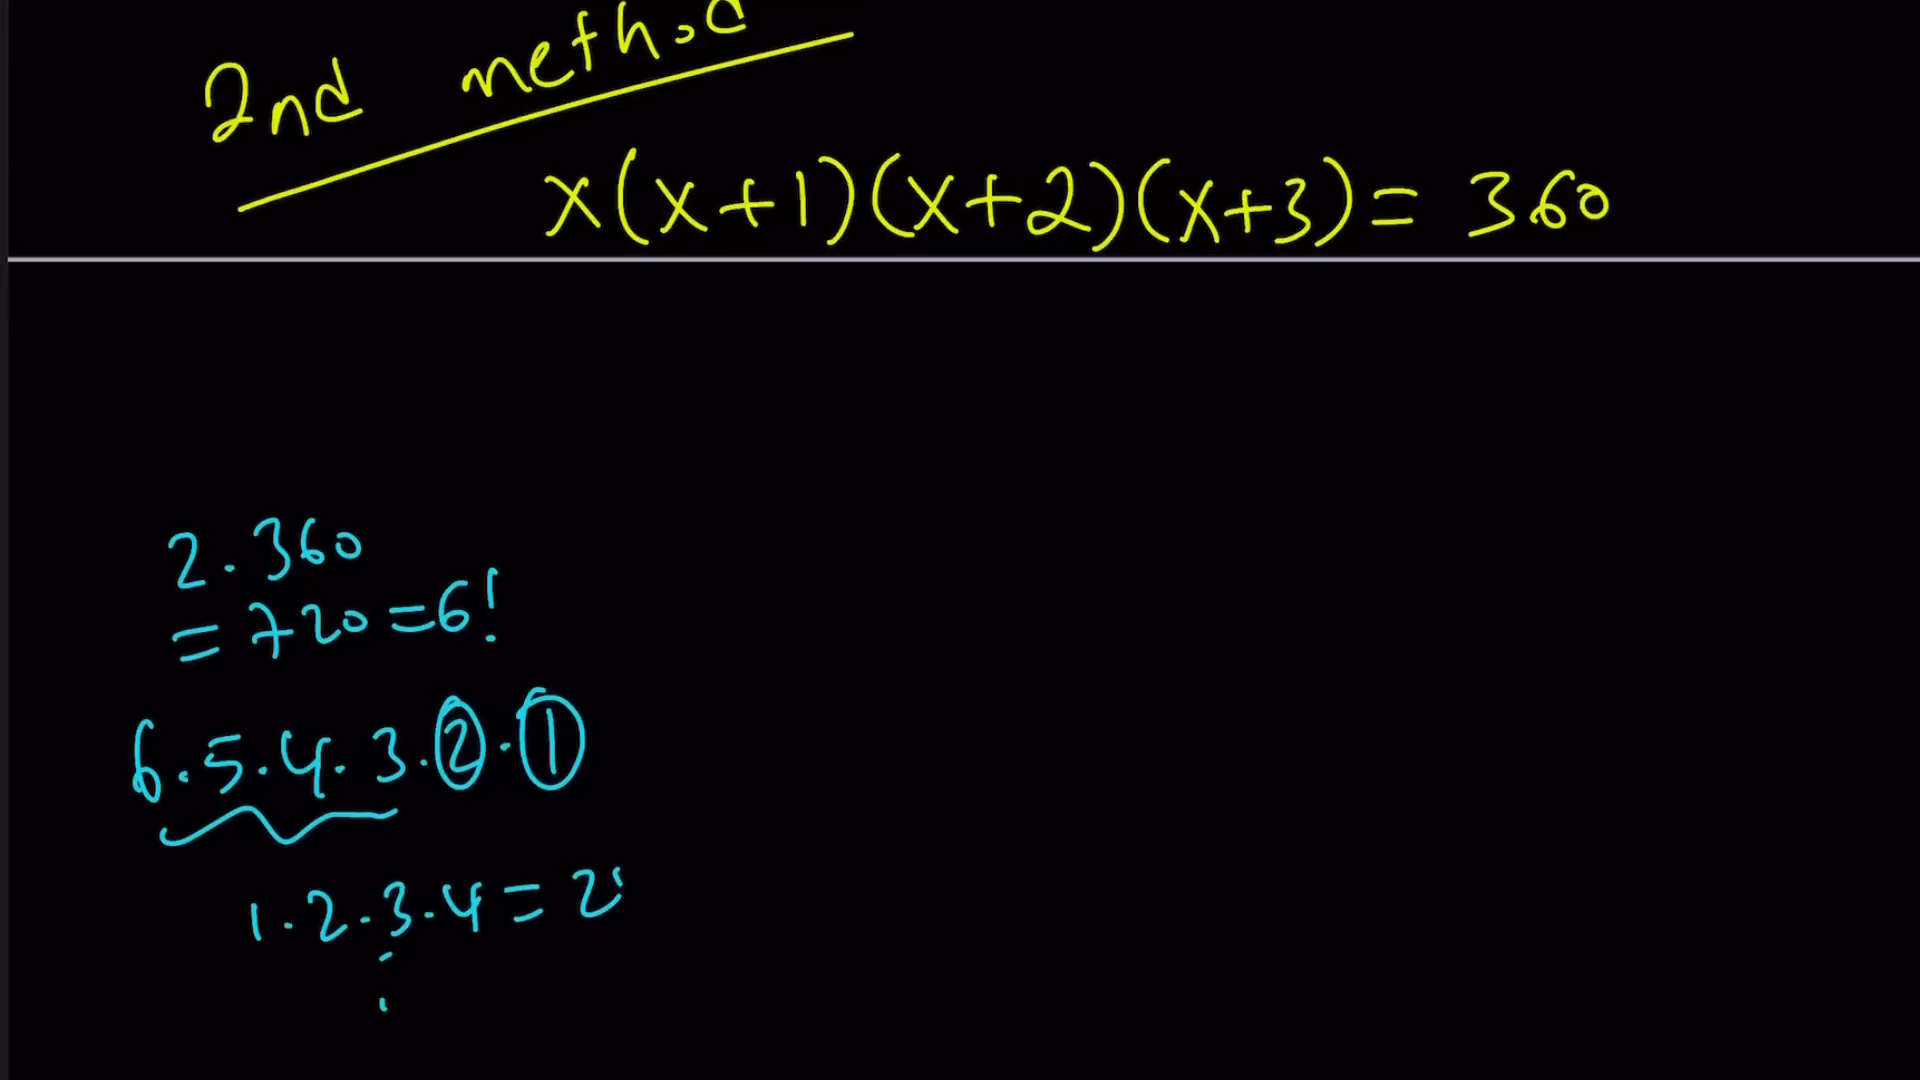 2nd method
x(x+1)(x+2)(x+3)=360
2.360
=720=6!
6.5.4.3.2.1
1.2.3.4=2